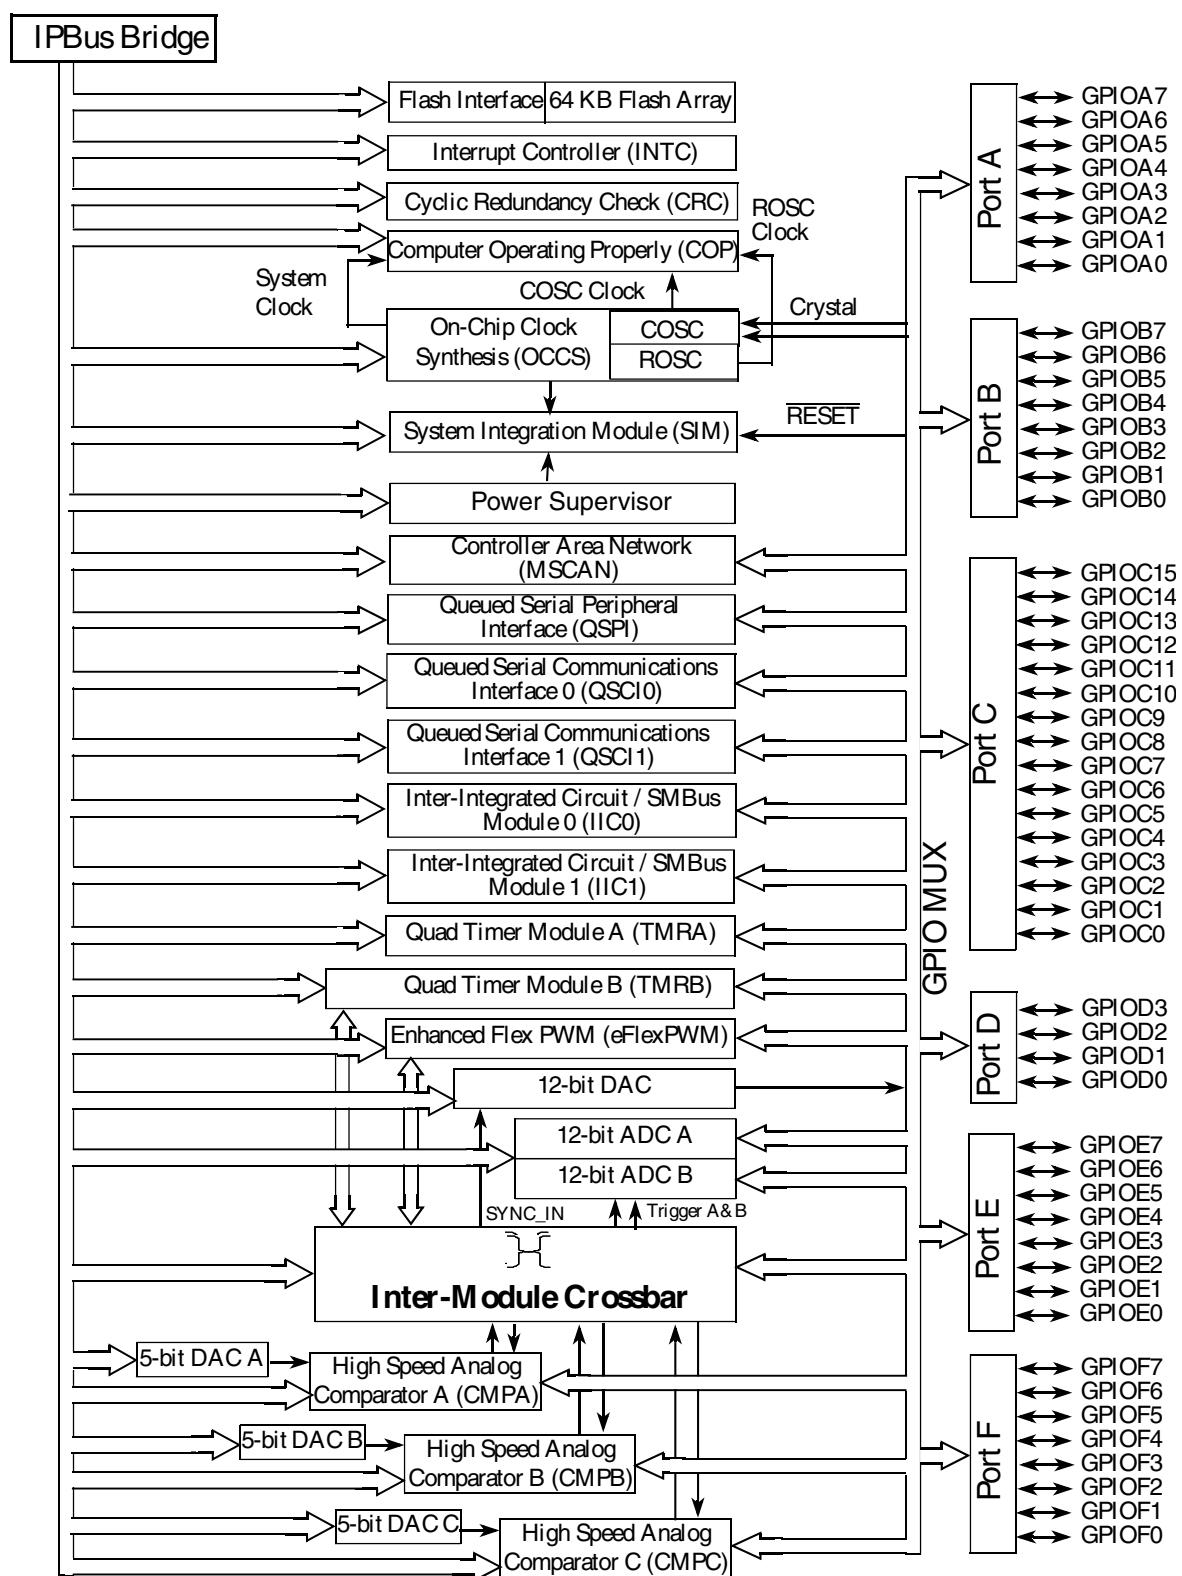 IPBus Bridge
Flash Interface 64 KB Flash Array
Interrupt Controller (INTC)
Cyclic Redundancy Check (CRC)
ROSC
Clock
Computer Operating Properly (COP)
System
Clock
COSC Clock
Crystal
On-Chip Clock
Synthesis (OCCS)
COSC
ROSC
RESET
System Integration Module (SIM)
Power Supervisor
Controller Area Network
(MSCAN)
Queued Serial Peripheral
Interface (QSPI)
Queued Serial Communications
Interface 0 (QSCI0)
Queued Serial Communications
Interface 1 (QSCI1)
Inter-Integrated Circuit / SMBus
Module 0 (IIC0)
Inter-Integrated Circuit / SMBus
Module 1 (IIC1)
Quad Timer Module A (TMRA)
Quad Timer Module B (TMRB)
Enhanced Flex PWM (eFlexPWM)
12-bit DAC
12-bit ADC A
12-bit ADC B
SYNC_IN
Trigger A & B
Inter-Module Crossbar
5-bit DAC A
High Speed Analog
Comparator A (CMPA)
5-bit DAC B
High Speed Analog
Comparator B (CMPB)
5-bit DAC C
High Speed Analog
Comparator C (CMPC)
GPIO MUX
Port A
GPIOA7
GPIOA6
GPIOA5
GPIOA4
GPIOA3
GPIOA2
GPIOA1
GPIOA0
Port B
GPIOB7
GPIOB6
GPIOB5
GPIOB4
GPIOB3
GPIOB2
GPIOB1
GPIOB0
Port C
GPIOC15
GPIOC14
GPIOC13
GPIOC12
GPIOC11
GPIOC10
GPIOC9
GPIOC8
GPIOC7
GPIOC6
GPIOC5
GPIOC4
GPIOC3
GPIOC2
GPIOC1
GPIOC0
Port D
GPIOD3
GPIOD2
GPIOD1
GPIOD0
Port E
GPIOE7
GPIOE6
GPIOE5
GPIOE4
GPIOE3
GPIOE2
GPIOE1
GPIOE0
Port F
GPIOF7
GPIOF6
GPIOF5
GPIOF4
GPIOF3
GPIOF2
GPIOF1
GPIOF0